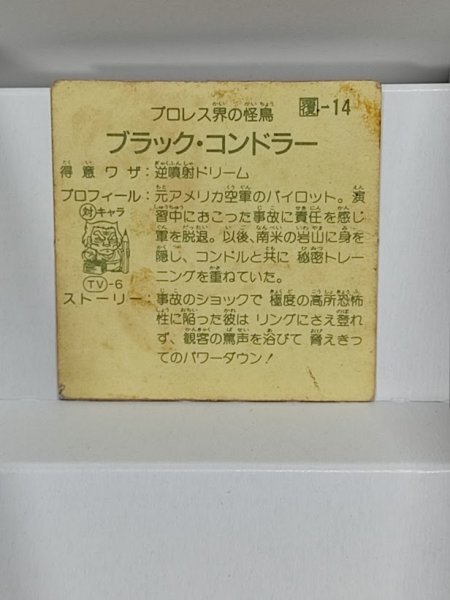 プロレス界の怪鳥 覆-14
ブラック・コンドラー
得意ワザ：逆噴射ドリーム
プロフィール：元アメリカ空軍のパイロット。演
習中におこった事故に責任を感じ
軍を脱退。以後、南米の岩山に身を
隠し、コンドルと共に 秘密トレー
ニングを重ねていた。
対キャラ
TV-6
ストーリー：事故のショックで 極度の高所恐怖
性に陥った彼は リングにさえ登れ
ず、観客の罵声を浴びて 脅えきっ
てのパワーダウン！